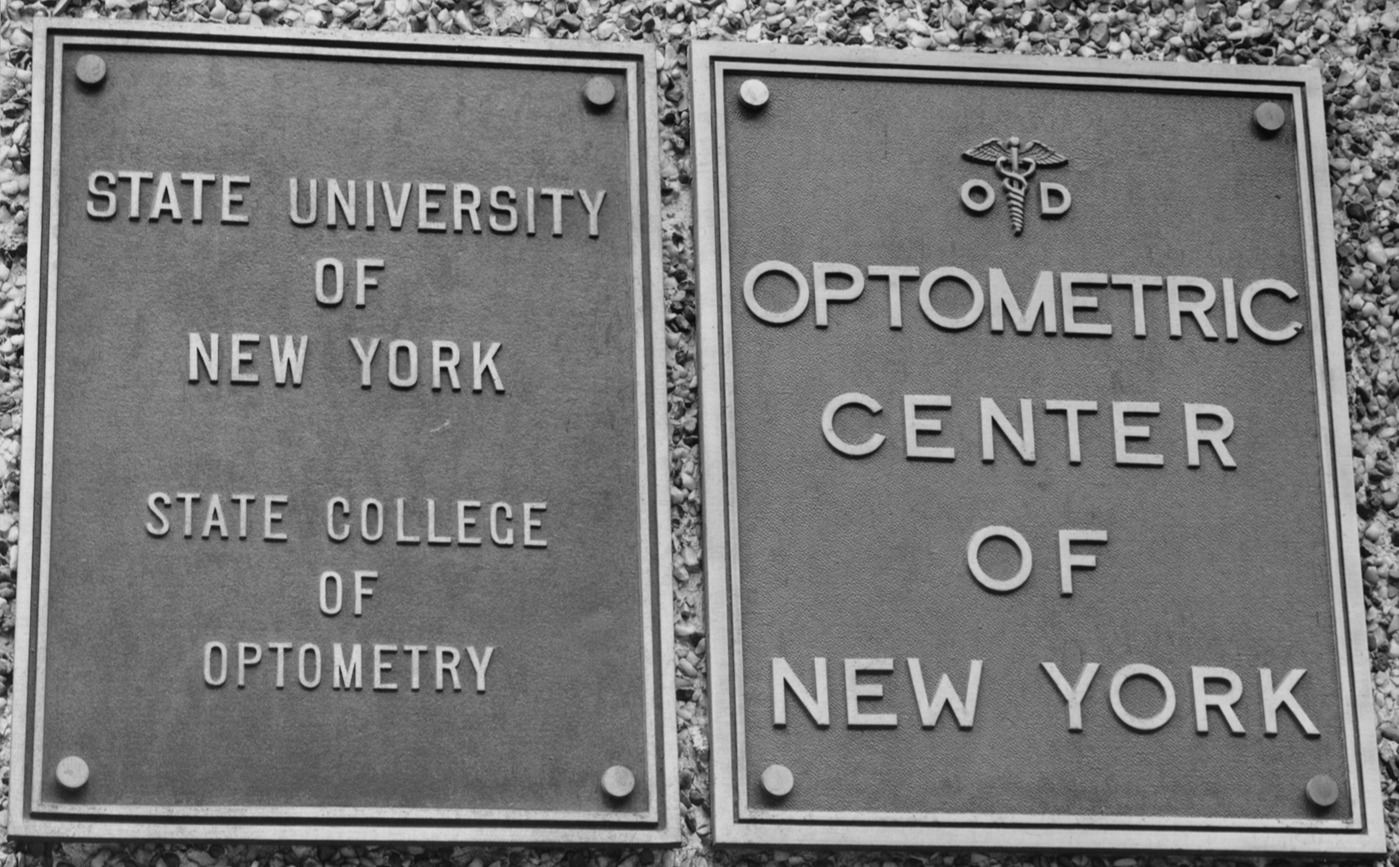 STATE UNIVERSITY
OF
NEW YORK
STATE COLLEGE
OF
OPTOMETRY
O D
OPTOMETRIC
CENTER
OF
NEW YORK